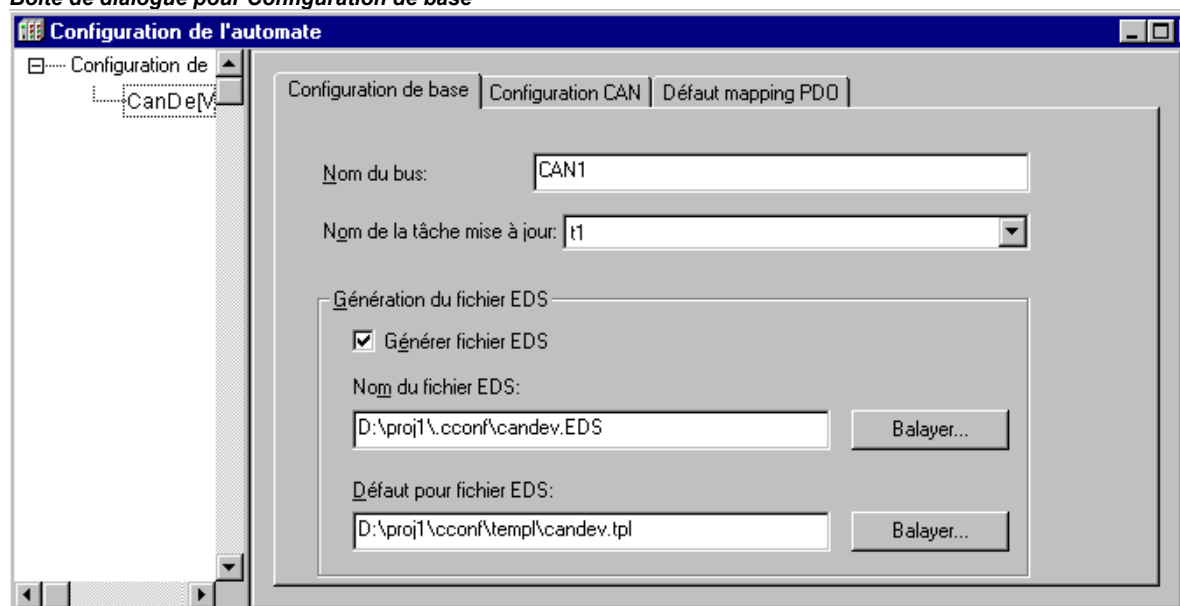 Boîte de dialogue pour Configuration de base
Configuration de l'automate
Configuration de
CanDe[V
Configuration de base
Configuration CAN
Défaut mapping PDO
Nom du bus:
CAN1
Nom de la tâche mise à jour:
t1
Génération du fichier EDS
Générer fichier EDS
Nom du fichier EDS:
D:\proj1\.cconf\candev.EDS
Balayer...
Défaut pour fichier EDS:
D:\proj1\cconf\templ\candev.tpl
Balayer...